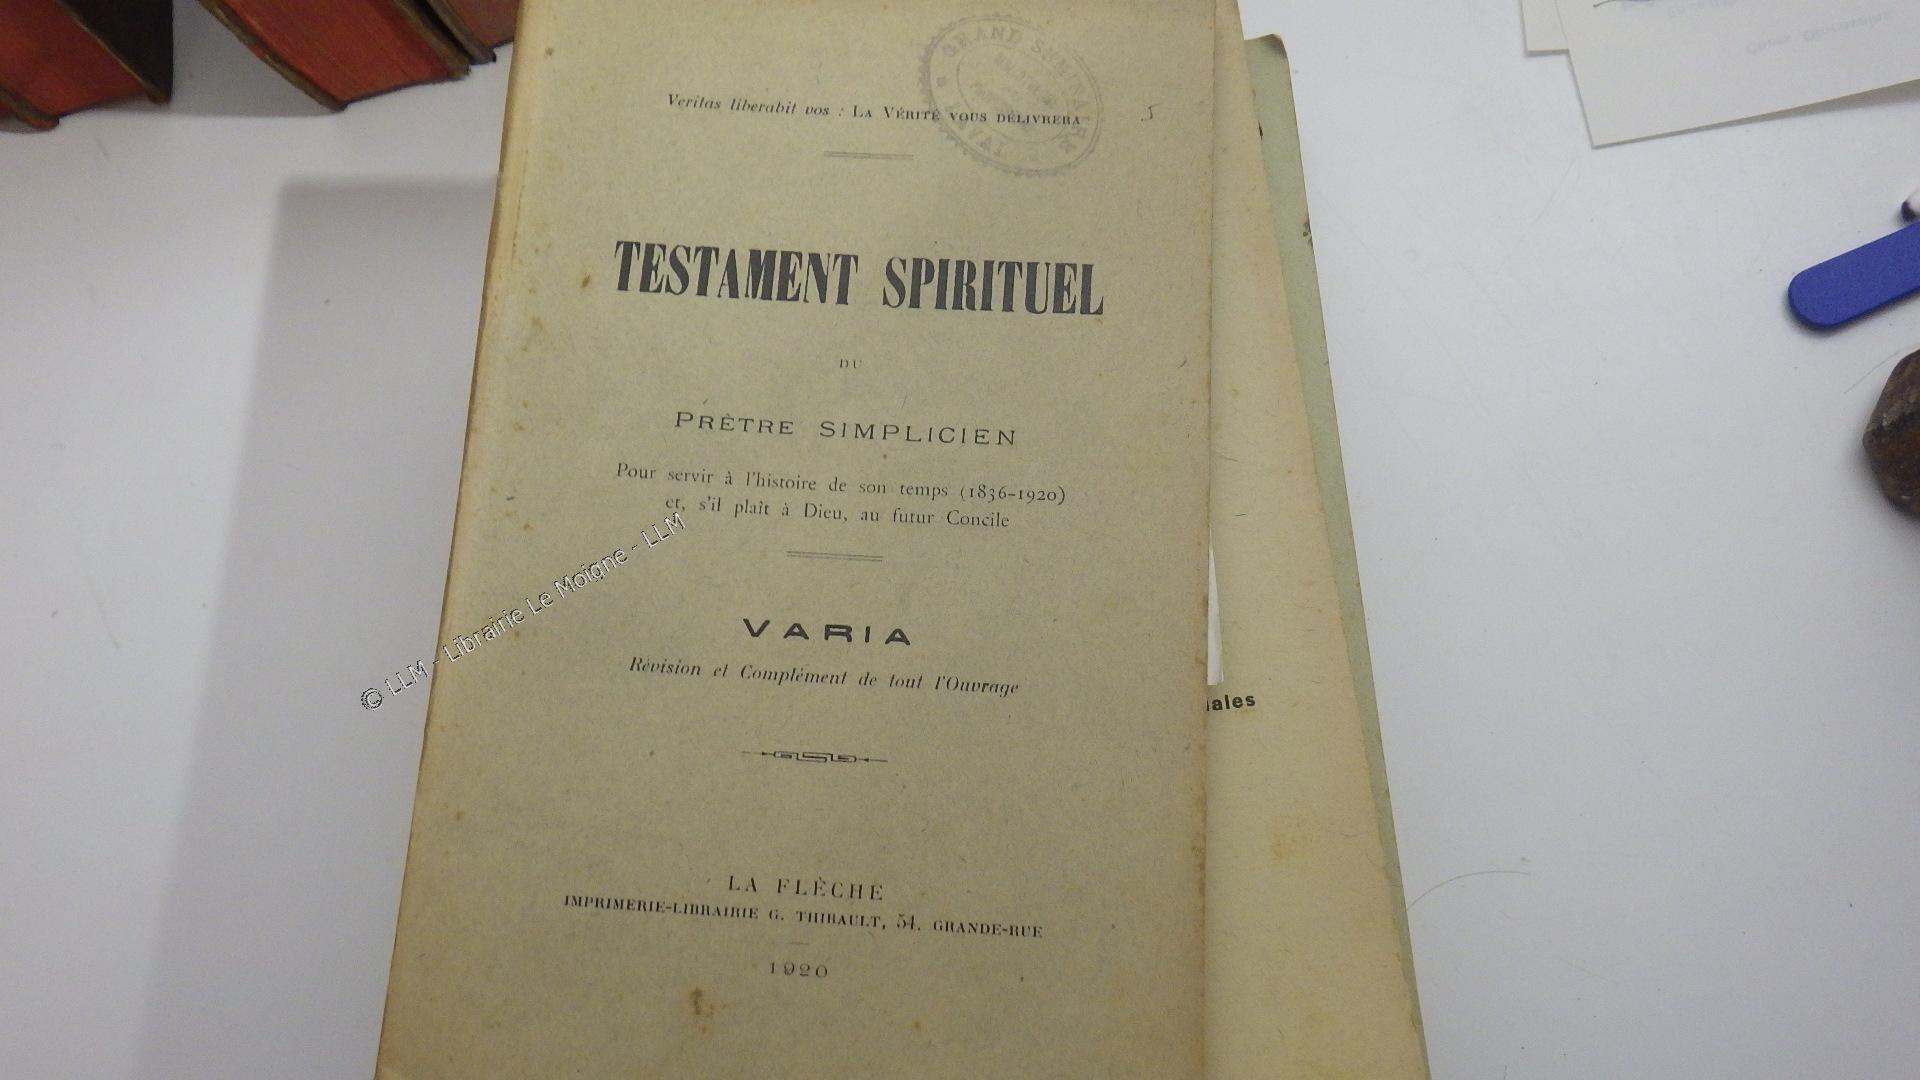 GRAND SEMINAIRE
LAVAL
5
Veritas liberabit vos : LA VÉRITÉ VOUS DÉLIVRERA
TESTAMENT SPIRITUEL
DU
PRÊTRE SIMPLICIEN
Pour servir à l'histoire de son temps (1836-1920)
et, s'il plaît à Dieu, au futur Concile
VARIA
Révision et Complément de tout l'Ouvrage
iales
LA FLÈCHE
IMPRIMERIE-LIBRAIRIE G. THIBAULT, 54, GRANDE-RUE
1920
© LLM - Librairie Le Moigne - LLM